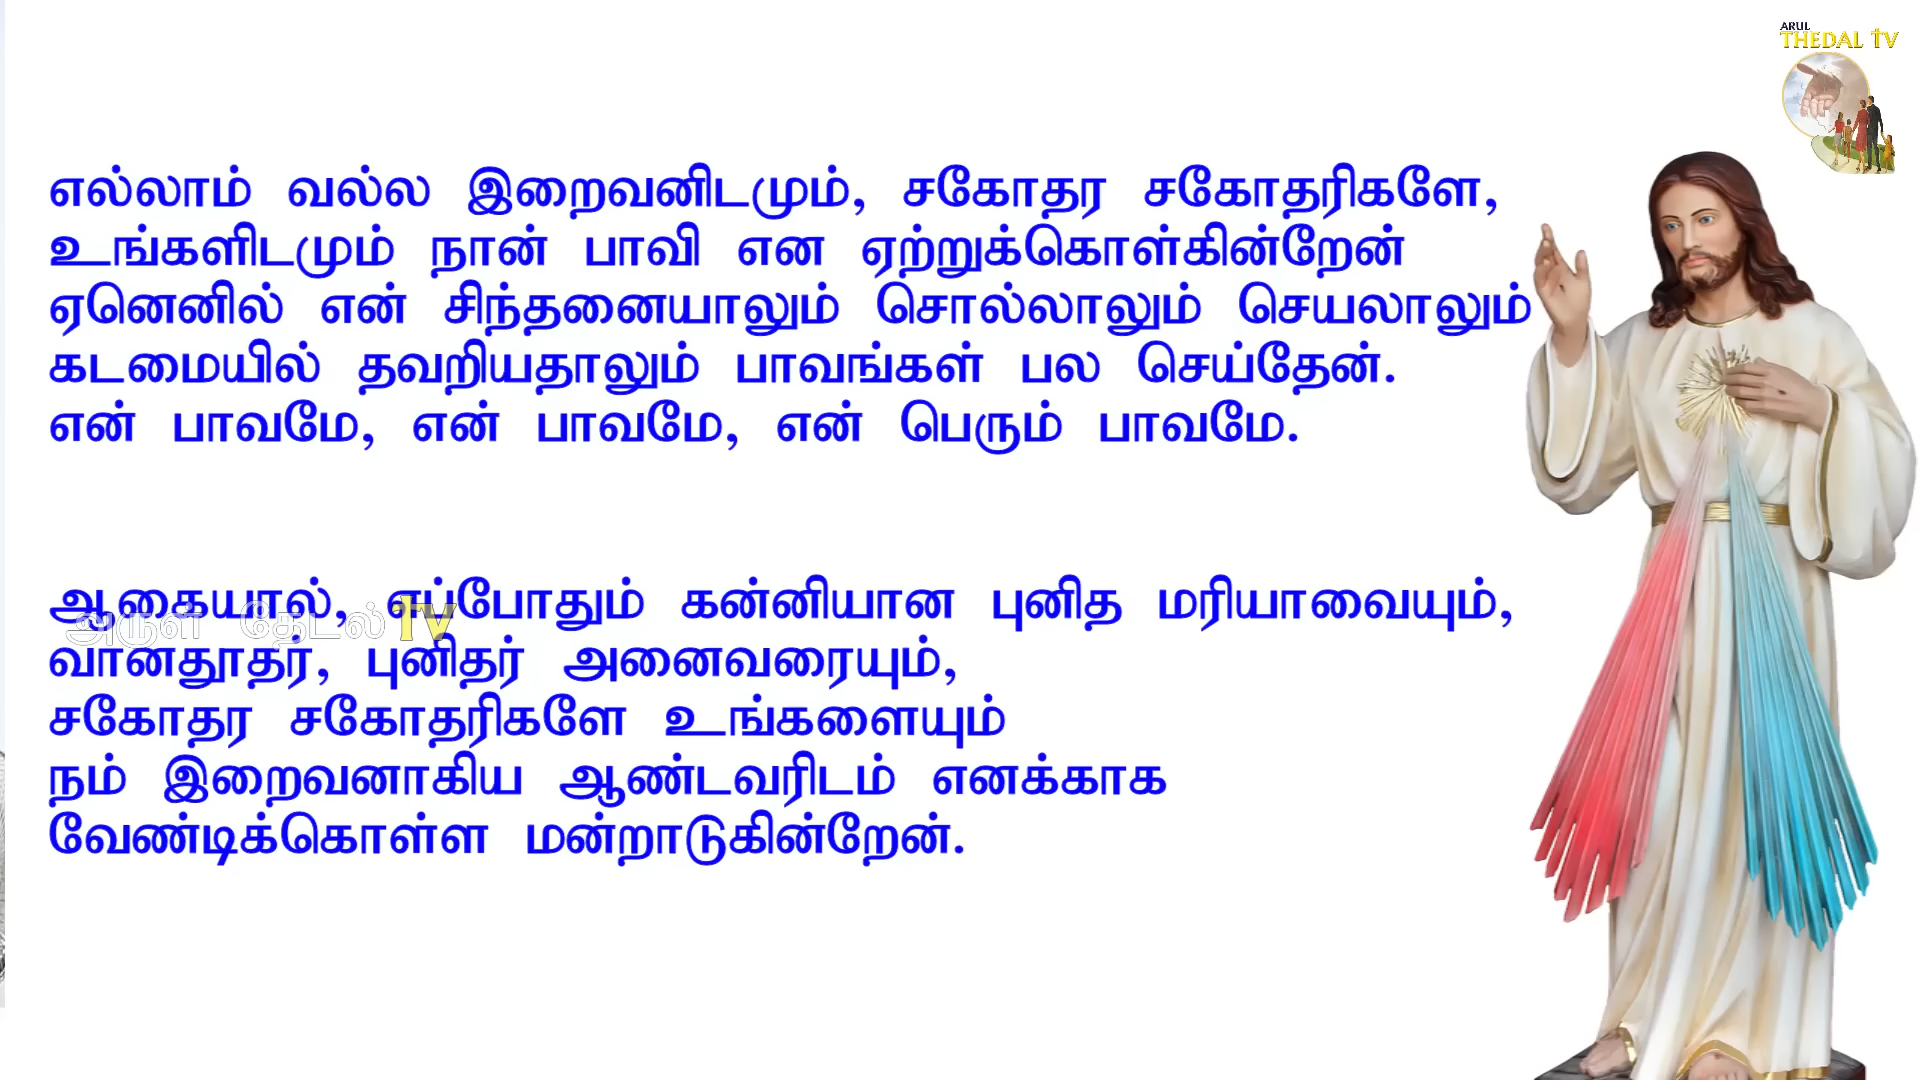 ARUL
THEDAL TV
எல்லாம் வல்ல இறைவனிடமும், சகோதர சகோதரிகளே,
உங்களிடமும் நான் பாவி என ஏற்றுக்கொள்கின்றேன்
ஏனெனில் என் சிந்தனையாலும் சொல்லாலும் செயலாலும்
கடமையில் தவறியதாலும் பாவங்கள் பல செய்தேன்.
என் பாவமே, என் பாவமே, என் பெரும் பாவமே.
ஆகையால், எப்போதும் கன்னியான புனித மரியாவையும்,
அருள் தேடல் TV
வானதூதர், புனிதர் அனைவரையும்,
சகோதர சகோதரிகளே உங்களையும்
நம் இறைவனாகிய ஆண்டவரிடம் எனக்காக
வேண்டிக்கொள்ள மன்றாடுகின்றேன்.